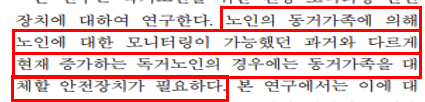 장치에 대하여 연구한다. 노인의 동거가족에 의해
노인에 대한 모니터링이 가능했던 과거와 다르게
현재 증가하는 독거노인의 경우에는 동거가족을 대
체할 안전장치가 필요하다. 본 연구에서는 이에 대